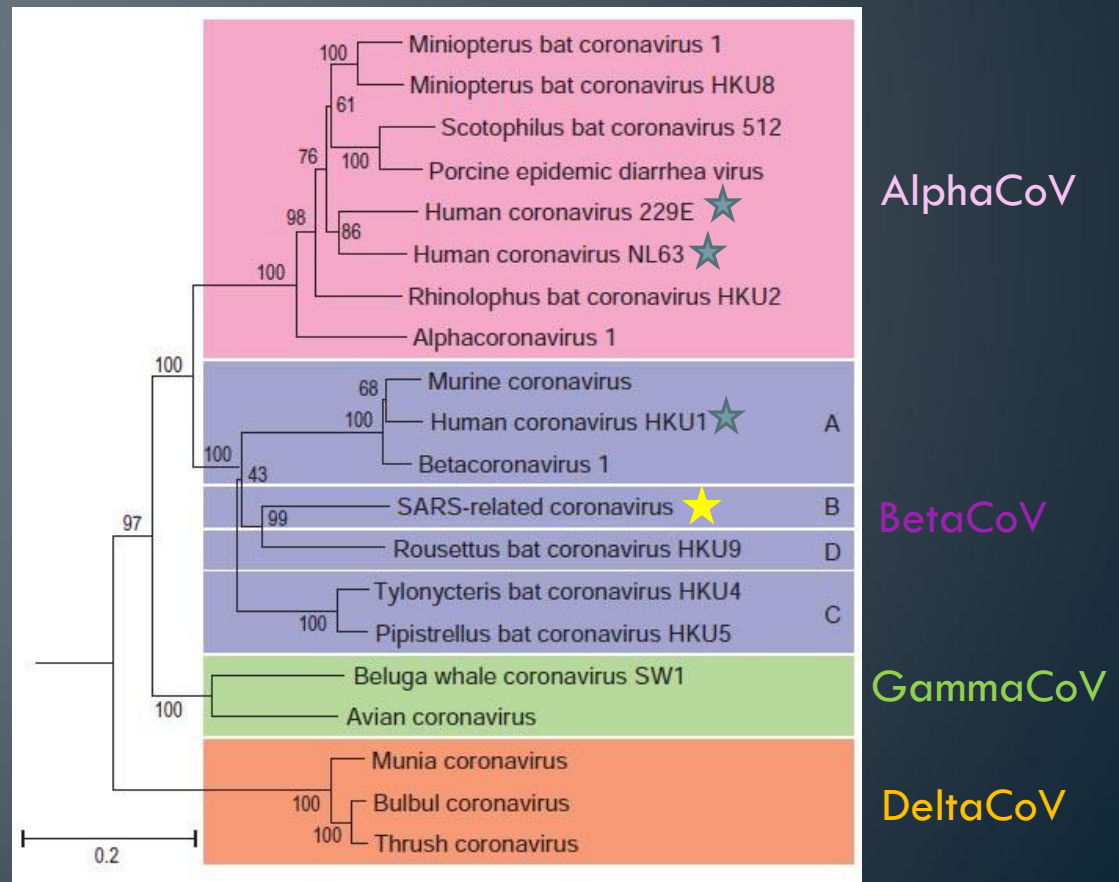 100
Miniopterus bat coronavirus 1
Miniopterus bat coronavirus HKU8
61
Scotophilus bat coronavirus 512
76
100
Porcine epidemic diarrhea virus
AlphaCoV
98
Human coronavirus 229E
86
Human coronavirus NL63
100
Rhinolophus bat coronavirus HKU2
Alphacoronavirus 1
100
68
Murine coronavirus
100
Human coronavirus HKU1
A
100
Betacoronavirus 1
43
SARS-related coronavirus
B
BetaCoV
97
99
Rousettus bat coronavirus HKU9
D
Tylonycteris bat coronavirus HKU4
C
100
Pipistrellus bat coronavirus HKU5
Beluga whale coronavirus SW1
GammaCoV
100
Avian coronavirus
Munia coronavirus
100
Bulbul coronavirus
DeltaCoV
100
Thrush coronavirus
0.2